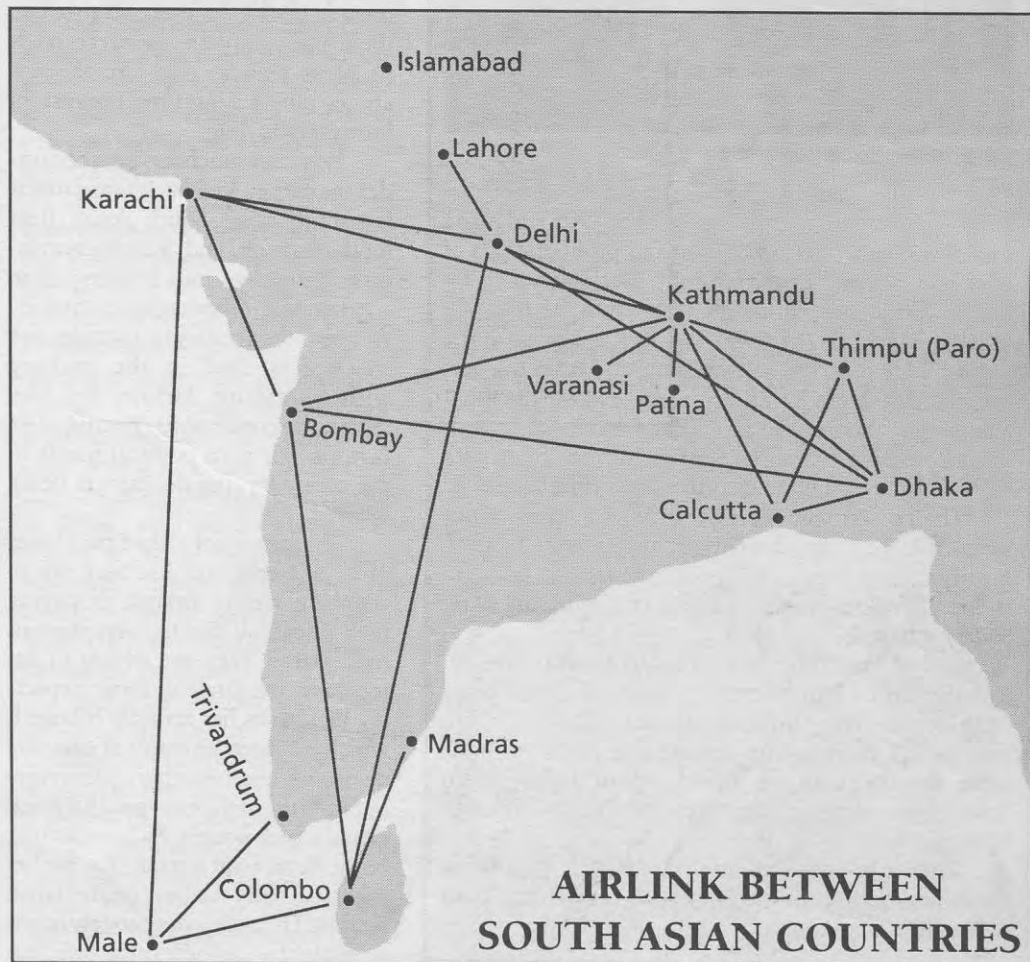 Islamabad
Lahore
Karachi
Delhi
Kathmandu
Thimpu (Paro)
Varanasi
Patna
Bombay
Dhaka
Calcutta
Trivandrum
Madras
Colombo
Male
AIRLINK BETWEEN
SOUTH ASIAN COUNTRIES